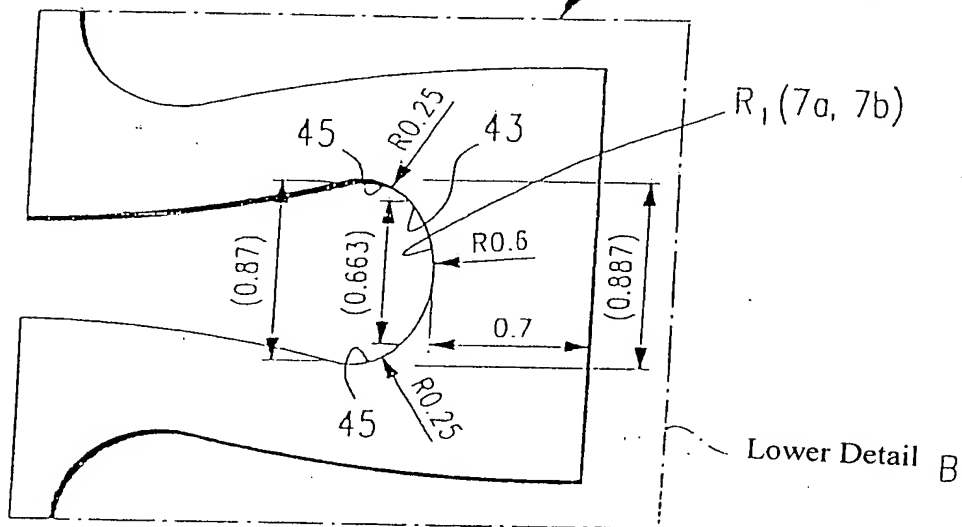 R0.25
43
R₁ (7a, 7b)
45
(0.87)
(0.663)
R0.6
(0.887)
0.7
45
R0.25
Lower Detail B